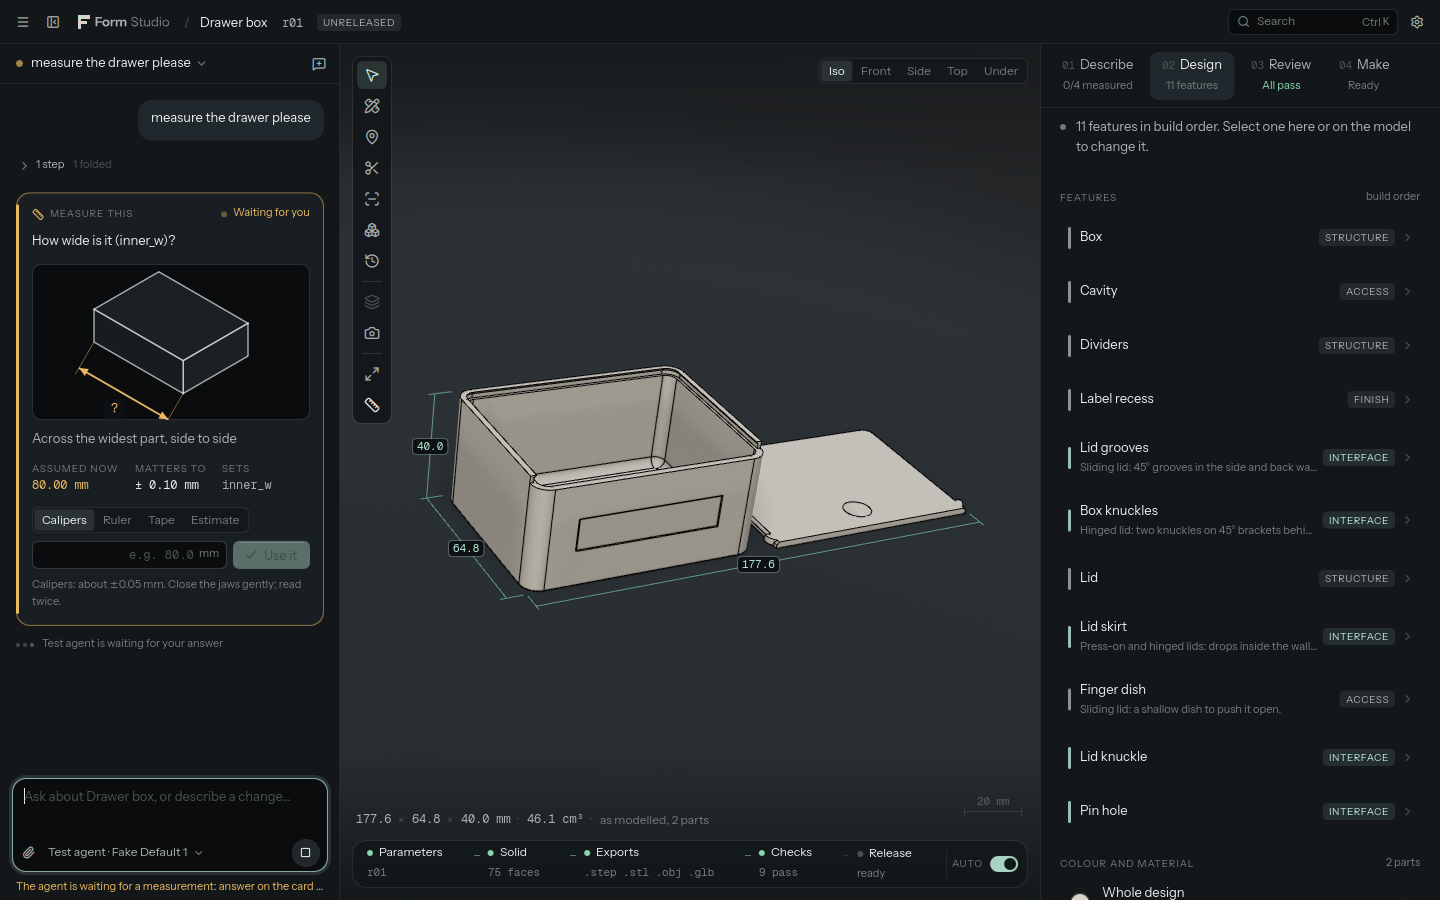 Form Studio / Drawer box r01 UNRELEASED
Search Ctrl K
measure the drawer please
measure the drawer please
1 step 1 folded
MEASURE THIS Waiting for you
How wide is it (inner_w)?
?
Across the widest part, side to side
ASSUMED NOW MATTERS TO SETS
80.00 mm ± 0.10 mm inner_w
Calipers Ruler Tape Estimate
e.g. 80.0 mm Use it
Calipers: about ±0.05 mm. Close the jaws gently; read
twice.
Test agent is waiting for your answer
Ask about Drawer box, or describe a change...
Test agent · Fake Default 1
The agent is waiting for a measurement: answer on the card ...
Iso Front Side Top Under
40.0
64.8
177.6
20 mm
177.6 × 64.8 × 40.0 mm · 46.1 cm³ · as modelled, 2 parts
Parameters Solid Exports Checks Release
r01 75 faces .step .stl .obj .glb 9 pass ready
AUTO
01 Describe 02 Design 03 Review 04 Make
0/4 measured 11 features All pass Ready
11 features in build order. Select one here or on the model
to change it.
FEATURES build order
Box STRUCTURE
Cavity ACCESS
Dividers STRUCTURE
Label recess FINISH
Lid grooves INTERFACE
Sliding lid: 45° grooves in the side and back wa...
Box knuckles INTERFACE
Hinged lid: two knuckles on 45° brackets behi...
Lid STRUCTURE
Lid skirt INTERFACE
Press-on and hinged lids: drops inside the wall...
Finger dish ACCESS
Sliding lid: a shallow dish to push it open.
Lid knuckle INTERFACE
Pin hole INTERFACE
COLOUR AND MATERIAL 2 parts
Whole design